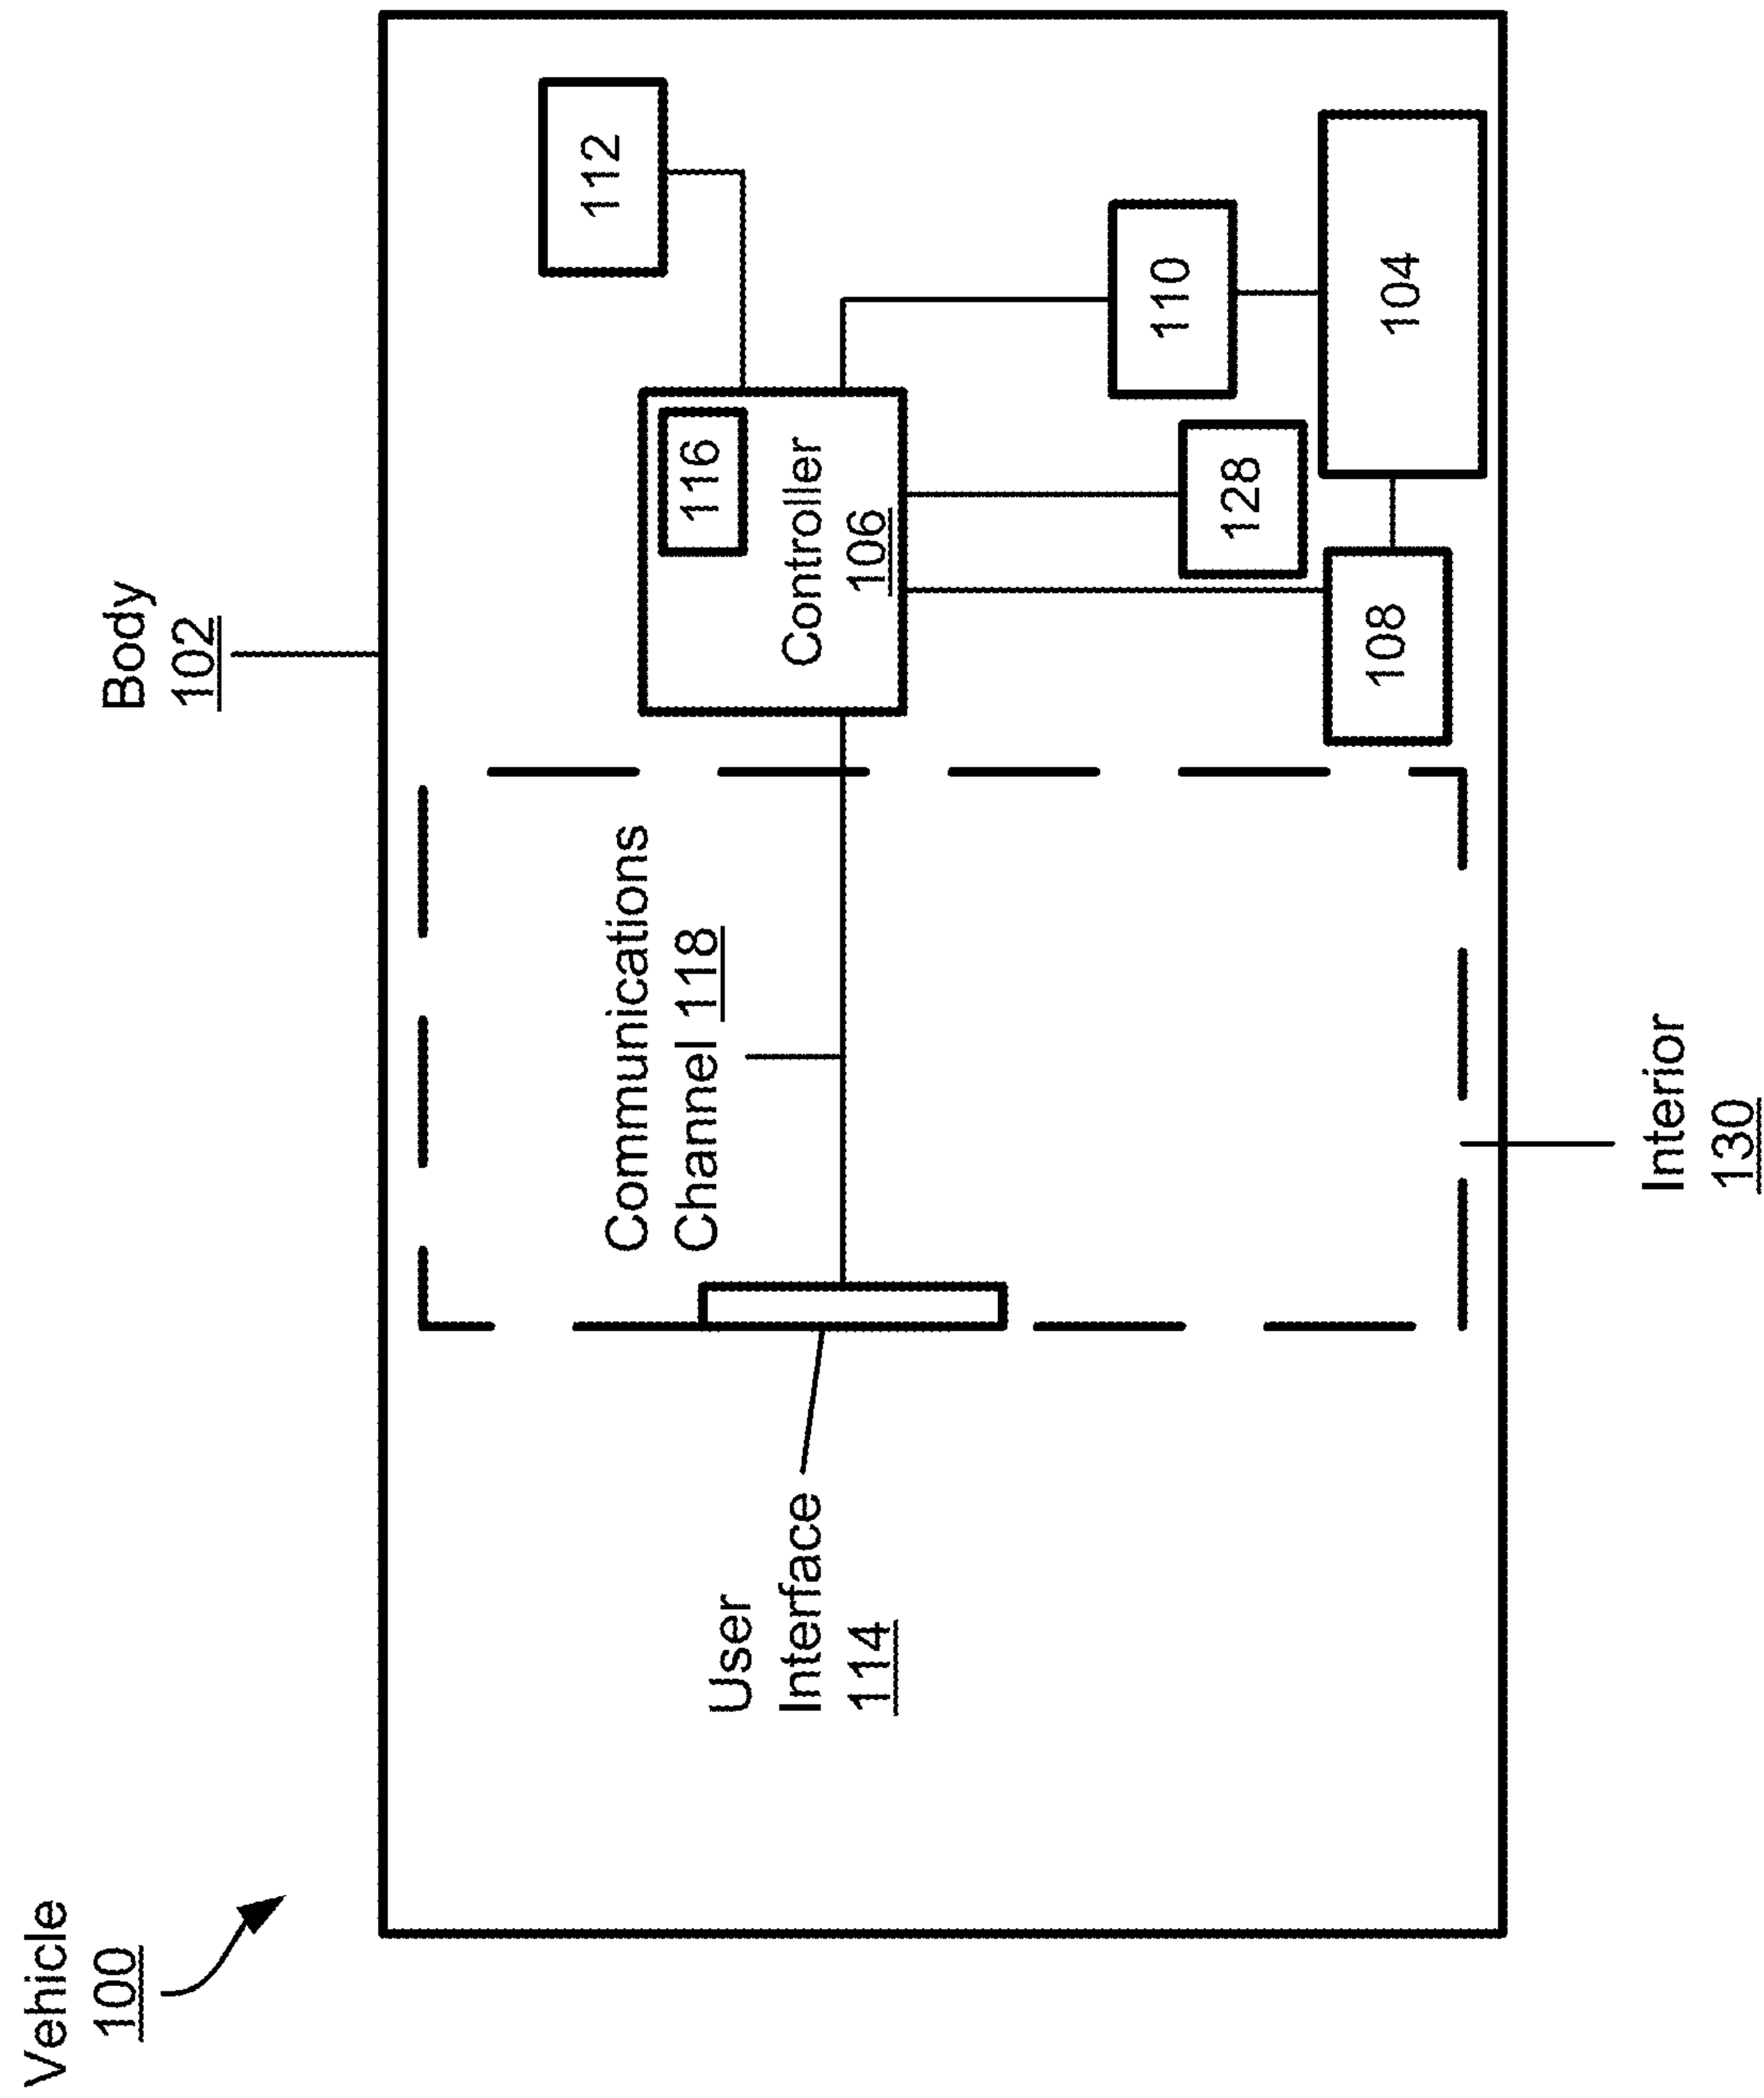 Vehicle
100
Body
102
112
116
Controller
106
110
128
104
108
Communications
Channel 118
User
Interface
114
Interior
130